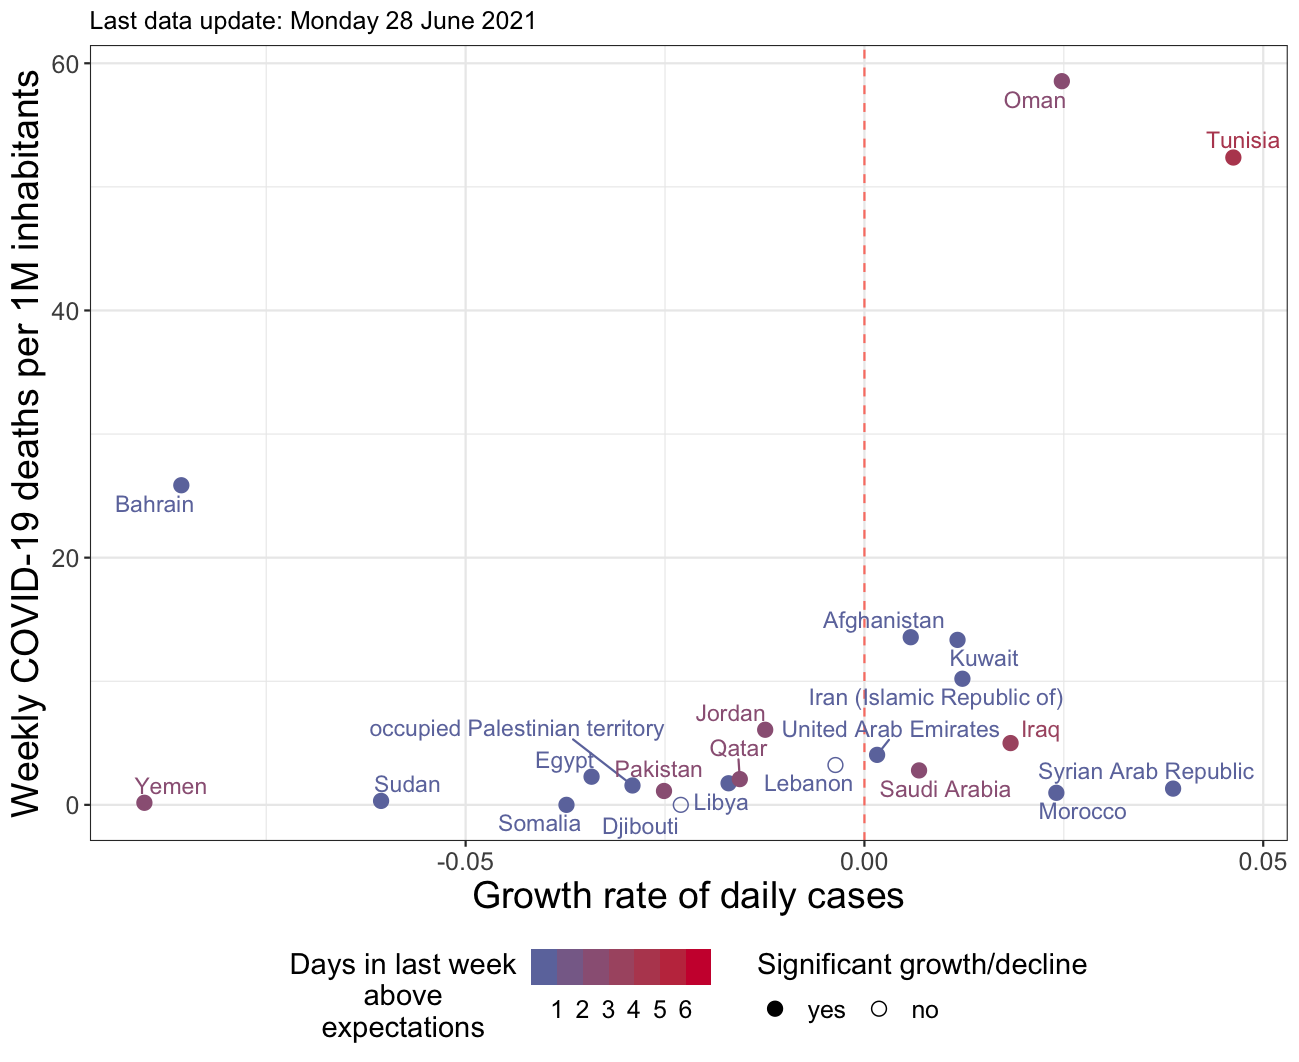 Last data update: Monday 28 June 2021
Weekly COVID-19 deaths per 1M inhabitants
60
40
20
0
Oman
Tunisia
Bahrain
Afghanistan
Kuwait
Iran (Islamic Republic of)
Jordan
occupied Palestinian territory
United Arab Emirates
Iraq
Qatar
Egypt
Pakistan
Syrian Arab Republic
Yemen
Sudan
Lebanon
Saudi Arabia
Libya
Morocco
Somalia
Djibouti
-0.05
0.00
0.05
Growth rate of daily cases
Days in last week
above
expectations
1 2 3 4 5 6
Significant growth/decline
yes
no